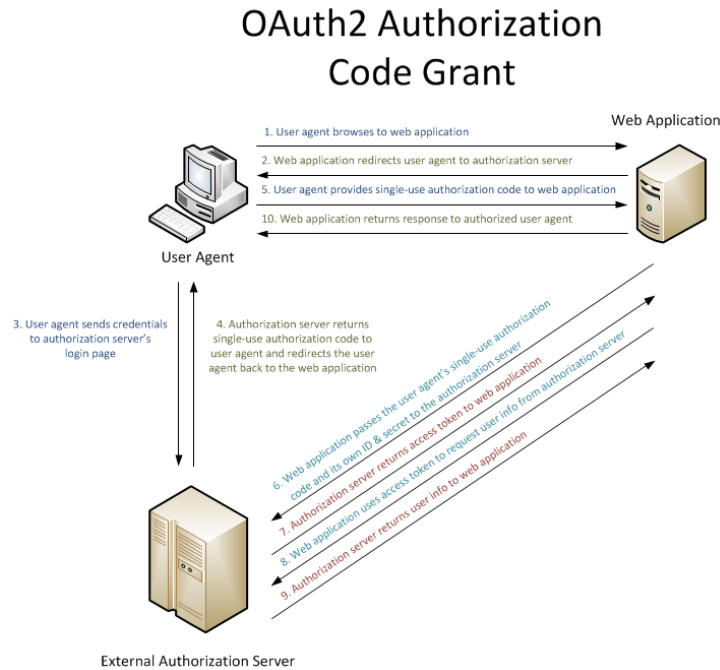 OAuth2 Authorization
Code Grant
Web Application
1. User agent browses to web application
2. Web application redirects user agent to authorization server
5. User agent provides single-use authorization code to web application
10. Web application returns response to authorized user agent
User Agent
3. User agent sends credentials
to authorization server's
login page
4. Authorization server returns
single-use authorization code to
user agent and redirects the user
agent back to the web application
6. Web application passes the user agent's single-use authorization
code and its own ID & secret to the authorization server
7. Authorization server returns access token to web application
8. Web application uses access token to request user info from authorization server
9. Authorization server returns user info to web application
External Authorization Server